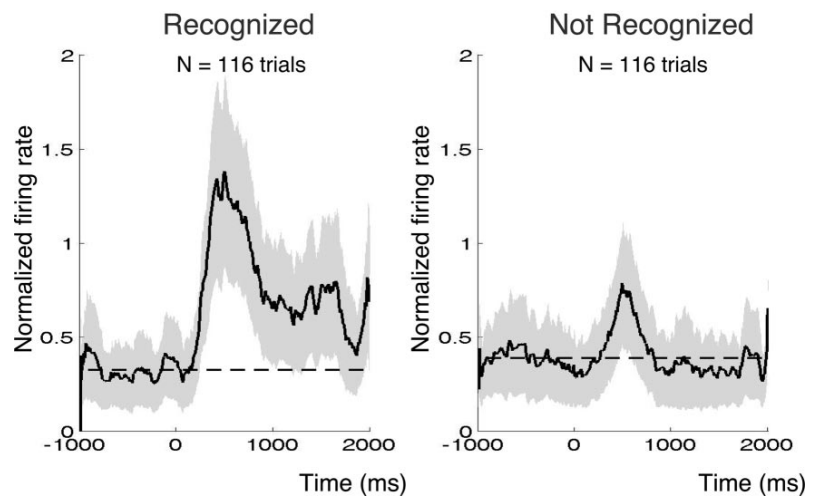 Recognized
N = 116 trials
Normalized firing rate
2
1.5
1
0.5
0
-1000
0
1000
2000
Time (ms)
Not Recognized
N = 116 trials
Normalized firing rate
2
1.5
1
0.5
0
-1000
0
1000
2000
Time (ms)